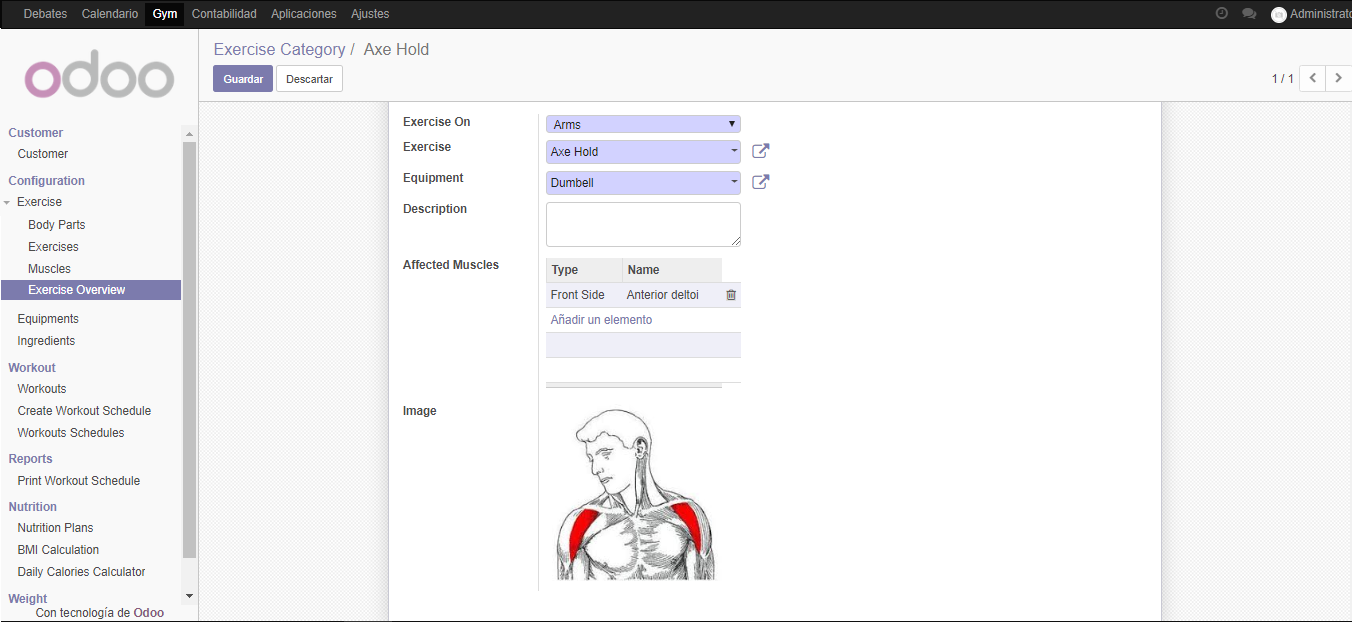 Debates Calendario Gym Contabilidad Aplicaciones Ajustes Administrato
odoo
Exercise Category / Axe Hold
Guardar Descartar
1 / 1
Customer
Customer
Configuration
Exercise
Body Parts
Exercises
Muscles
Exercise Overview
Equipments
Ingredients
Workout
Workouts
Create Workout Schedule
Workouts Schedules
Reports
Print Workout Schedule
Nutrition
Nutrition Plans
BMI Calculation
Daily Calories Calculator
Weight
Con tecnología de Odoo
Exercise On Arms
Exercise Axe Hold
Equipment Dumbell
Description
Affected Muscles
Type Name
Front Side Anterior deltoi
Añadir un elemento
Image